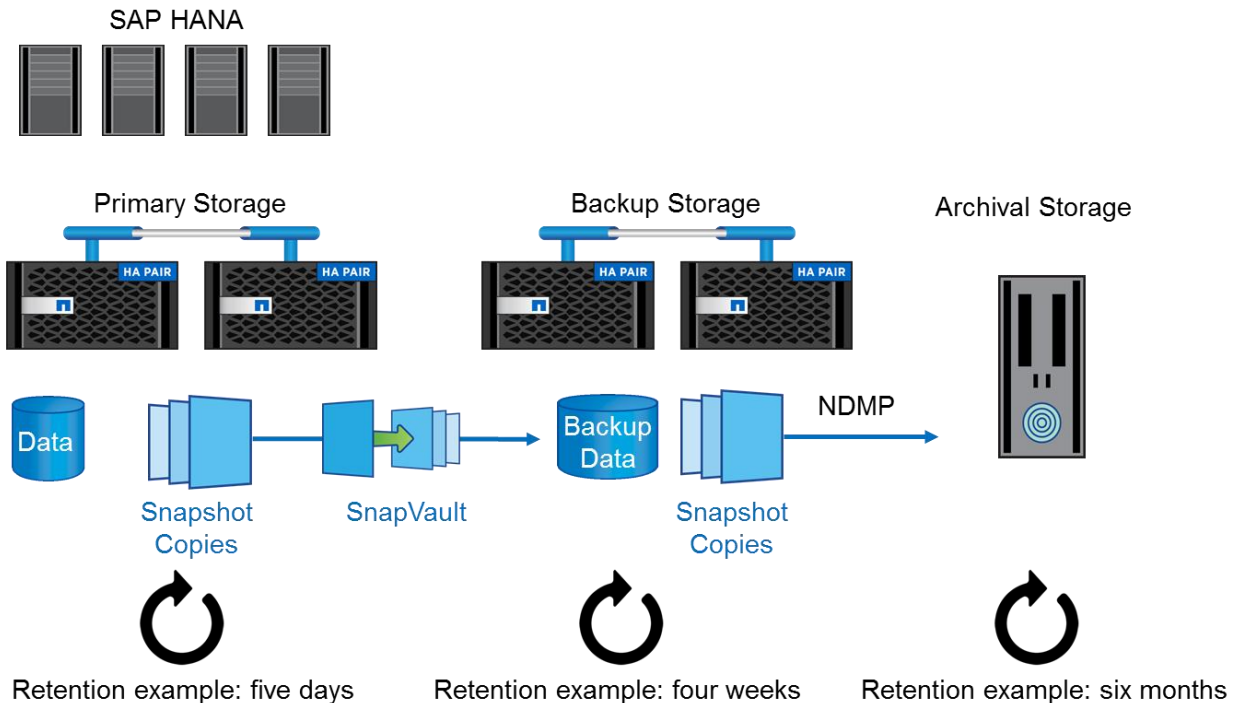 SAP HANA
Primary Storage
Backup Storage
Archival Storage
HA PAIR
HA PAIR
HA PAIR
HA PAIR
Data
Backup
Data
NDMP
Snapshot
Copies
SnapVault
Snapshot
Copies
Retention example: five days
Retention example: four weeks
Retention example: six months